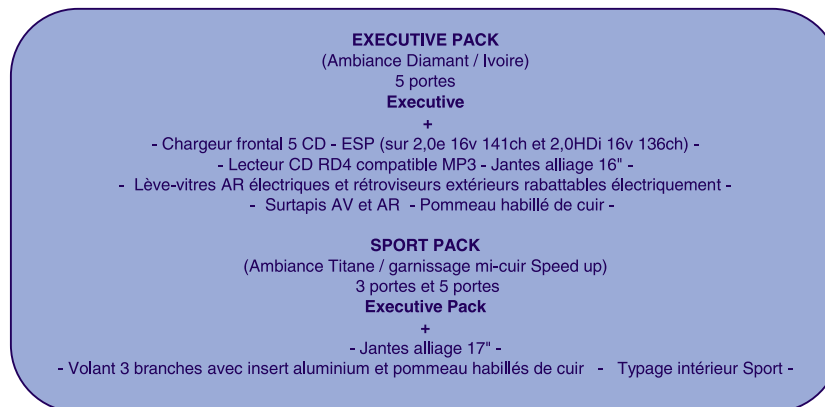 EXECUTIVE PACK
(Ambiance Diamant / Ivoire)
5 portes
Executive
+
- Chargeur frontal 5 CD - ESP (sur 2,0e 16v 141ch et 2,0HDi 16v 136ch) -
- Lecteur CD RD4 compatible MP3 - Jantes alliage 16" -
- Lève-vitres AR électriques et rétroviseurs extérieurs rabattables électriquement -
- Surtapis AV et AR - Pommeau habillé de cuir -
SPORT PACK
(Ambiance Titane / garnissage mi-cuir Speed up)
3 portes et 5 portes
Executive Pack
+
- Jantes alliage 17" -
- Volant 3 branches avec insert aluminium et pommeau habillés de cuir - Typage intérieur Sport -